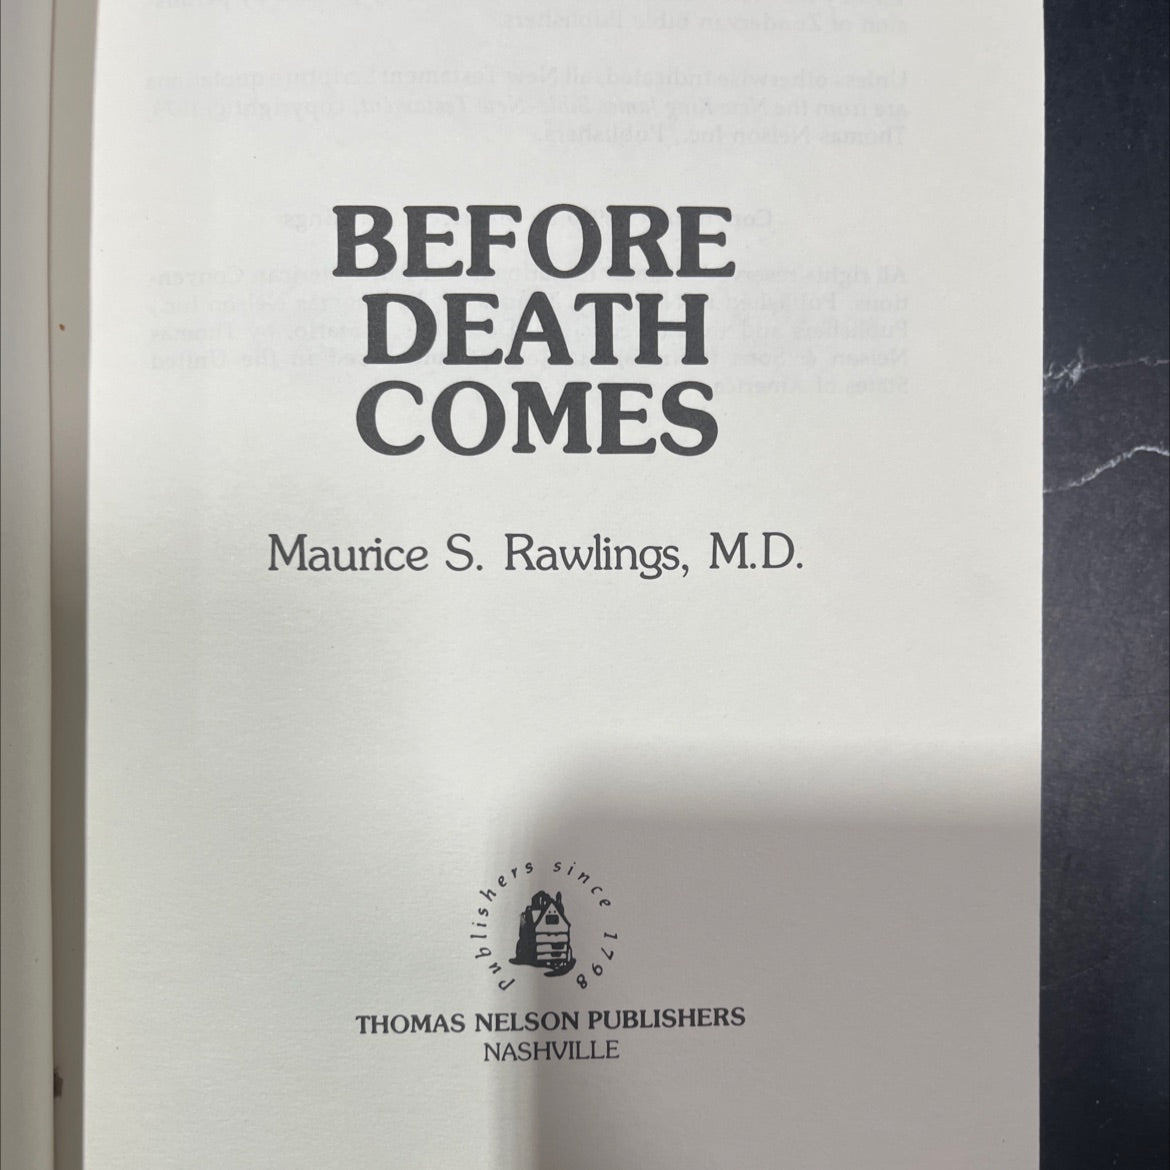 BEFORE
DEATH
COMES
Maurice S. Rawlings, M.D.
Publishers since 1798
THOMAS NELSON PUBLISHERS
NASHVILLE